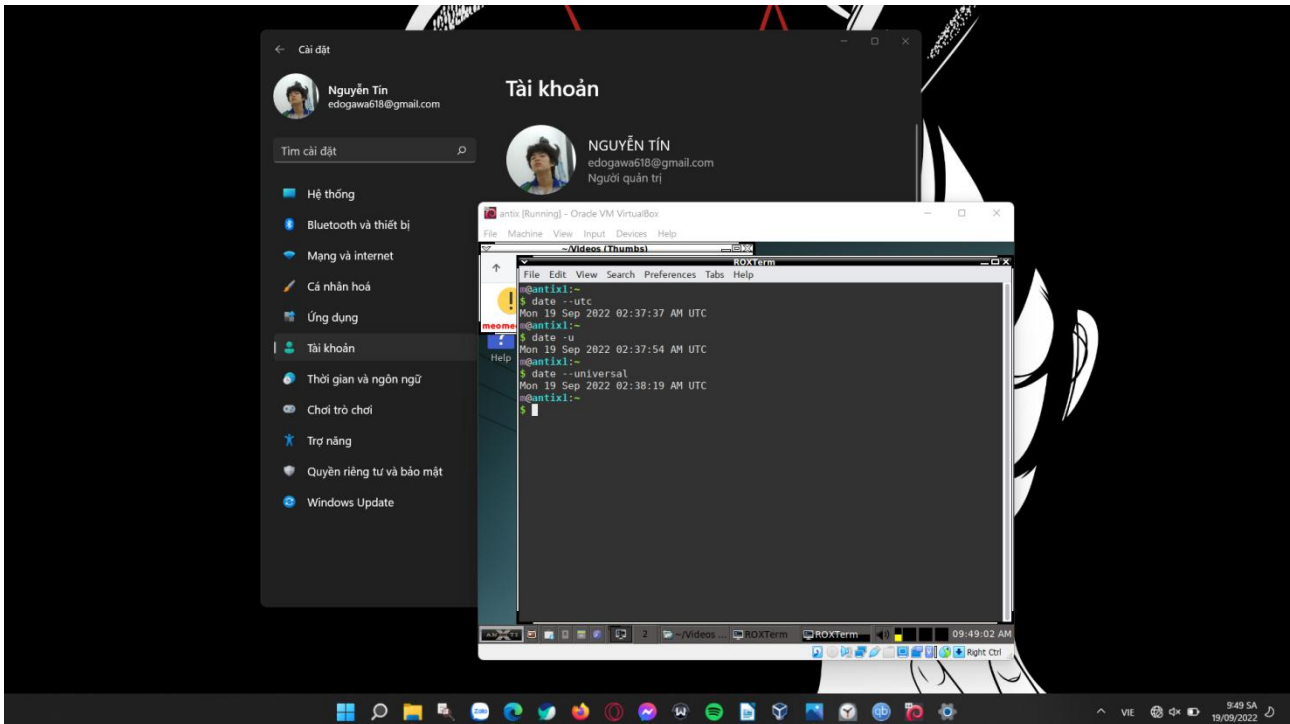 Cài đặt
Nguyễn Tín
edogawa618@gmail.com
Tìm cài đặt
Hệ thống
Bluetooth và thiết bị
Mạng và internet
Cá nhân hoá
Ứng dụng
Tài khoản
Thời gian và ngôn ngữ
Chơi trò chơi
Trợ năng
Quyền riêng tư và bảo mật
Windows Update
Tài khoản
NGUYỄN TÍN
edogawa618@gmail.com
Người quản trị
antix [Running] - Oracle VM VirtualBox
File Machine View Input Devices Help
~/Videos (Thumbs)
meome
Help
ROXTerm
File Edit View Search Preferences Tabs Help
m@antix1:~
$ date --utc
Mon 19 Sep 2022 02:37:37 AM UTC
m@antix1:~
$ date -u
Mon 19 Sep 2022 02:37:54 AM UTC
m@antix1:~
$ date --universal
Mon 19 Sep 2022 02:38:19 AM UTC
m@antix1:~
$
2 ~/Videos ... ROXTerm ROXTerm 09:49:02 AM
Right Ctrl
Zalo
qb
VIE
9:49 SA
19/09/2022